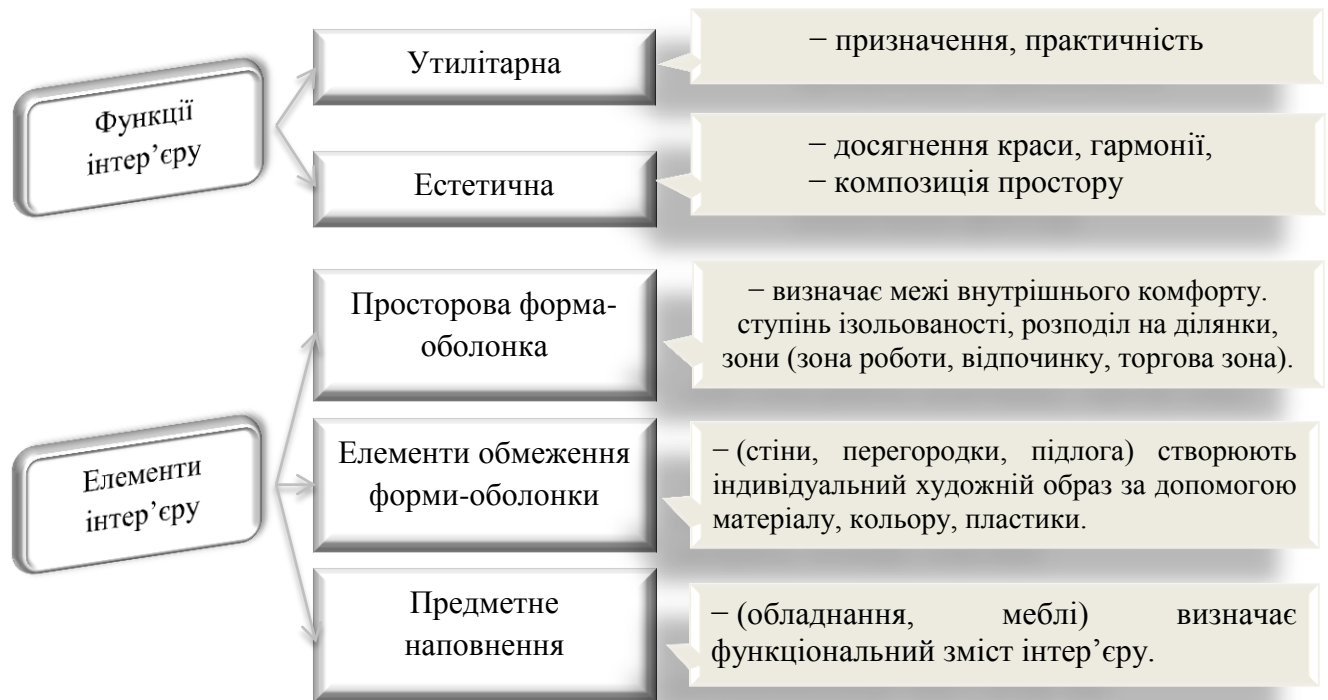 Функції
інтер’єру
Утилітарна
− призначення, практичність
Естетична
− досягнення краси, гармонії,
− композиція простору
Елементи
інтер’єру
Просторова форма-
оболонка
− визначає межі внутрішнього комфорту.
ступінь ізольованості, розподіл на ділянки,
зони (зона роботи, відпочинку, торгова зона).
Елементи обмеження
форми-оболонки
− (стіни, перегородки, підлога) створюють
індивідуальний художній образ за допомогою
матеріалу, кольору, пластики.
Предметне
наповнення
− (обладнання, меблі) визначає
функціональний зміст інтер’єру.